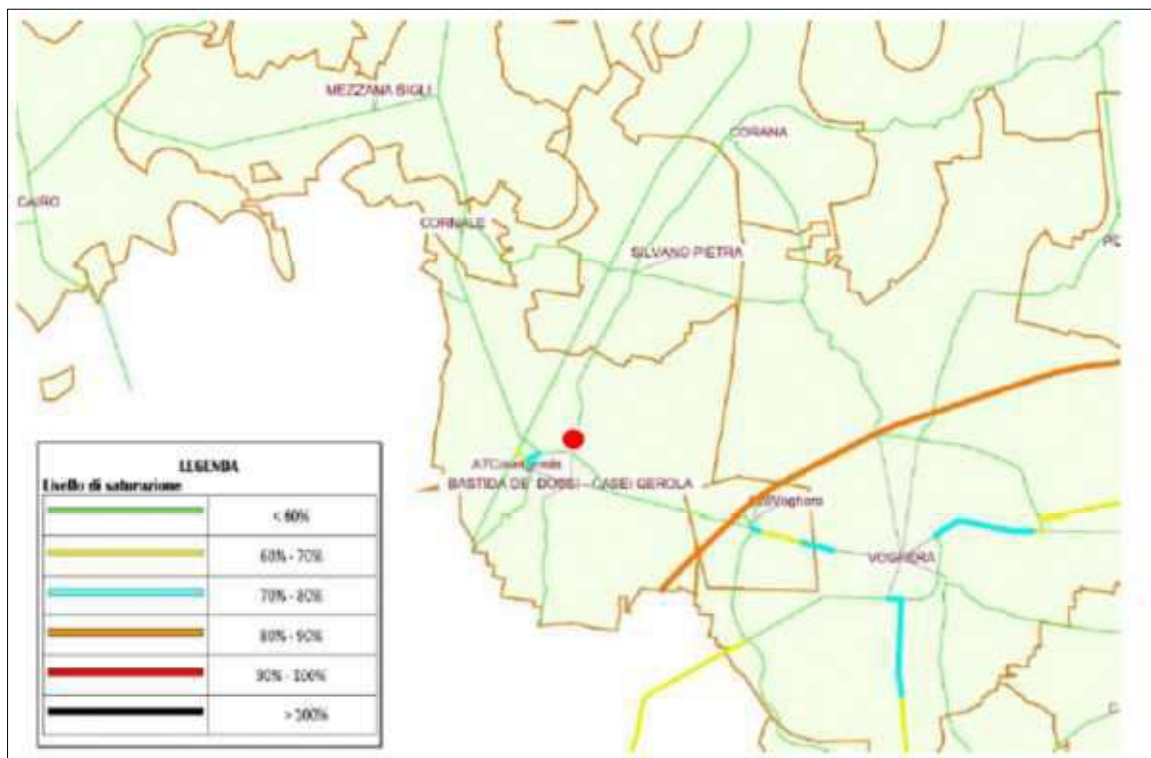 MEZZANA BIGLI
CORANA
CAIRO
CORNALE
SILVANO PIETRA
BASTIDA DE' DOSSI - CASEI GEROLA
VOGHERA
LEGENDA
Livello di saturazione
< 60%
60% - 70%
70% - 80%
80% - 90%
90% - 100%
> 100%